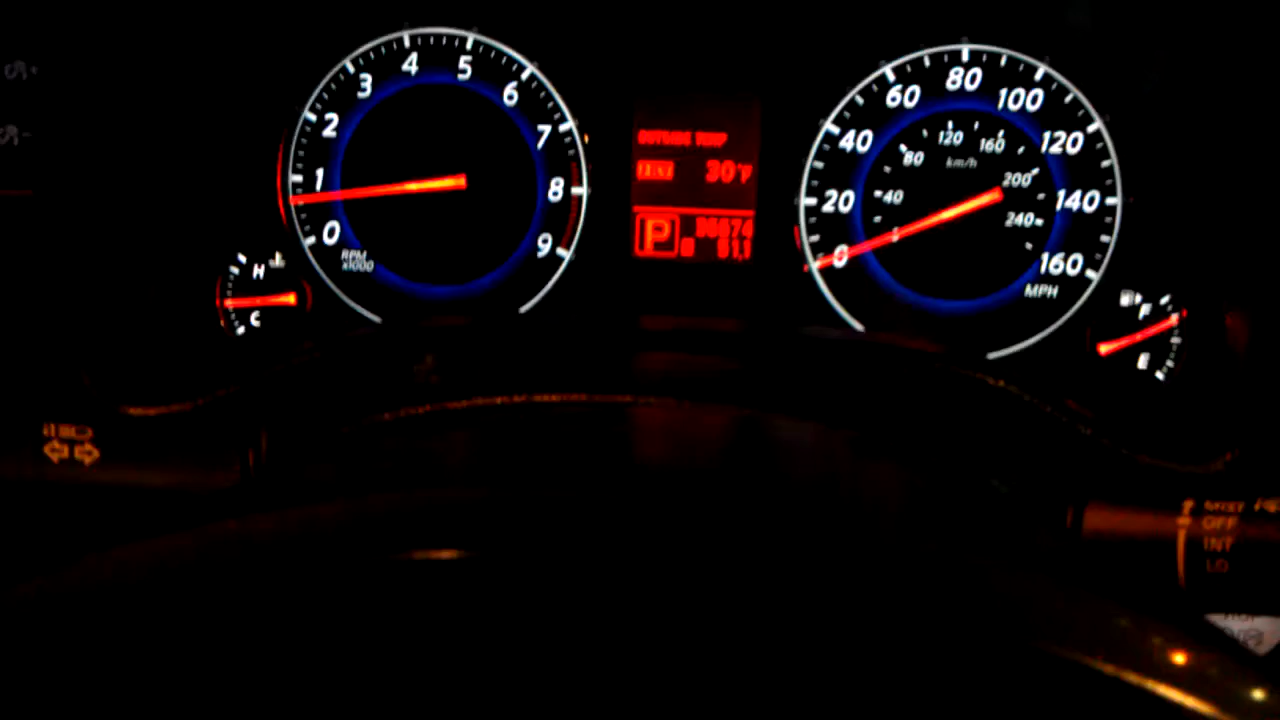 0 1 2 3 4 5 6 7 8 9
RPM
x1000
H
C
OUTSIDE TEMP
30°F
P
0 20 40 60 80 100 120 140 160
MPH
40 80 120 160 200 240
km/h
F
E
OFF
INT
LO